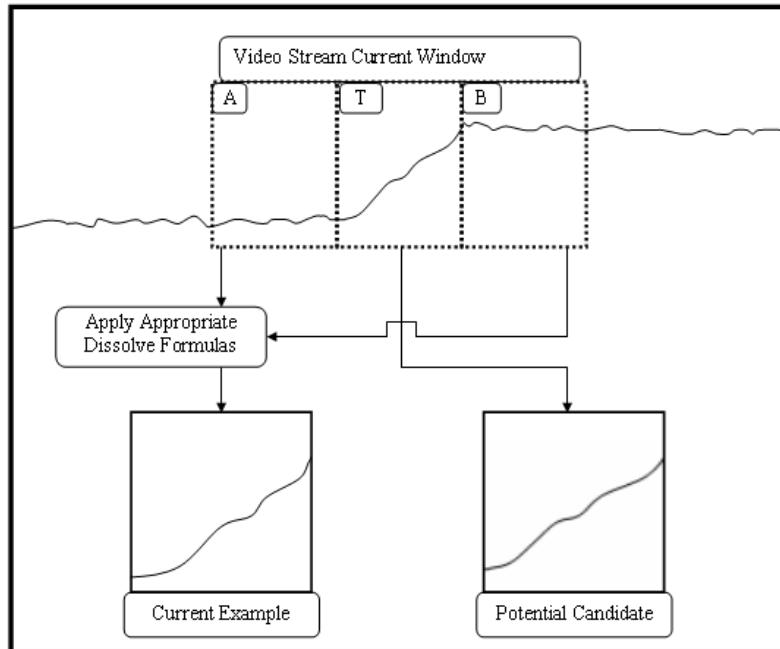 Video Stream Current Window
A
T
B
Apply Appropriate
Dissolve Formulas
Current Example
Potential Candidate